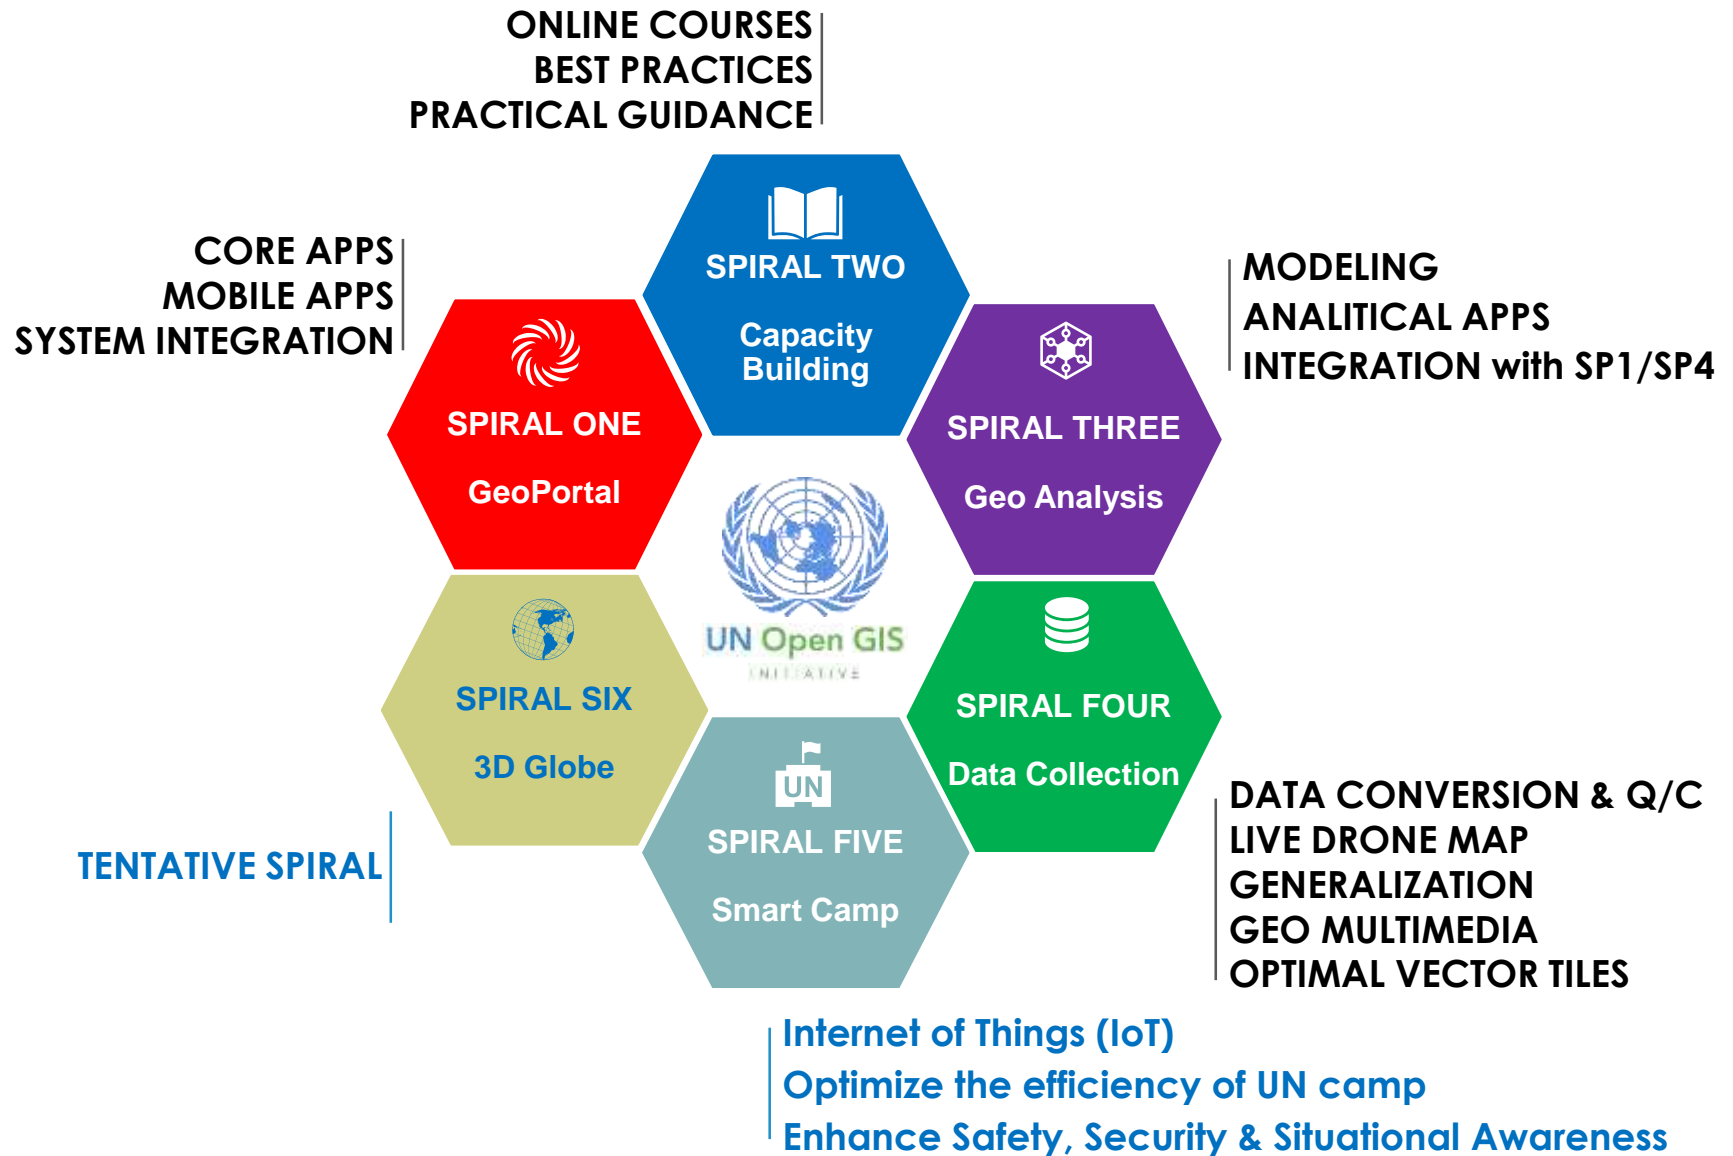 ONLINE COURSES
BEST PRACTICES
PRACTICAL GUIDANCE
SPIRAL TWO
Capacity
Building
CORE APPS
MOBILE APPS
SYSTEM INTEGRATION
SPIRAL ONE
GeoPortal
MODELING
ANALITICAL APPS
INTEGRATION with SP1/SP4
SPIRAL THREE
Geo Analysis
UN Open GIS
INITIATIVE
SPIRAL SIX
3D Globe
TENTATIVE SPIRAL
SPIRAL FOUR
Data Collection
DATA CONVERSION & Q/C
LIVE DRONE MAP
GENERALIZATION
GEO MULTIMEDIA
OPTIMAL VECTOR TILES
UN
SPIRAL FIVE
Smart Camp
Internet of Things (IoT)
Optimize the efficiency of UN camp
Enhance Safety, Security & Situational Awareness